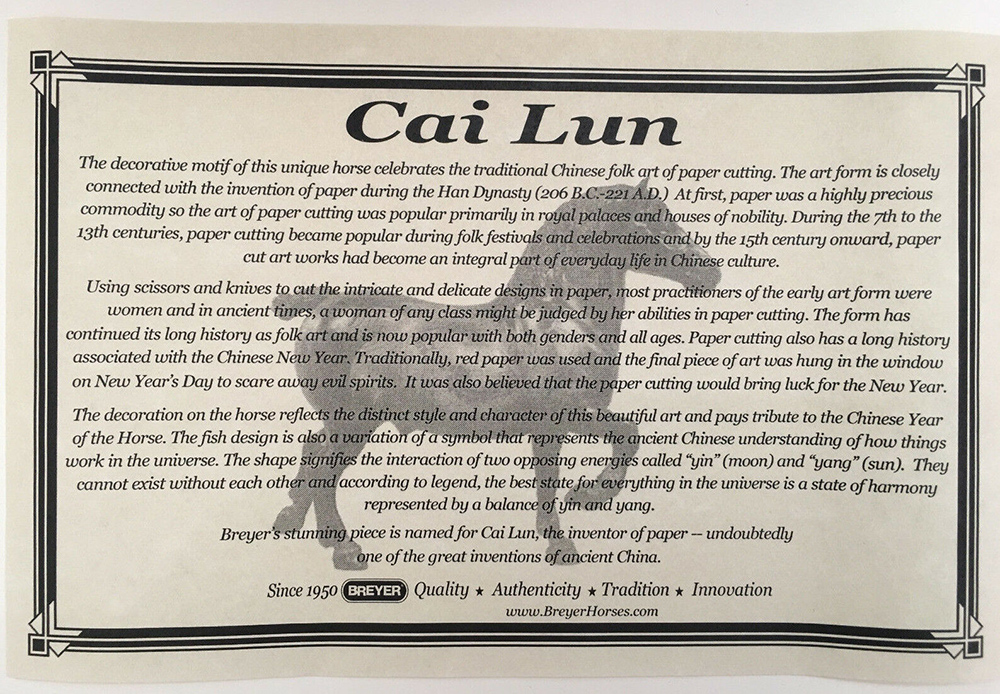 Cai Lun
The decorative motif of this unique horse celebrates the traditional Chinese folk art of paper cutting. The art form is closely
connected with the invention of paper during the Han Dynasty (206 B.C.-221 A.D.)  At first, paper was a highly precious
commodity so the art of paper cutting was popular primarily in royal palaces and houses of nobility. During the 7th to the
13th centuries, paper cutting became popular during folk festivals and celebrations and by the 15th century onward, paper
cut art works had become an integral part of everyday life in Chinese culture.
Using scissors and knives to cut the intricate and delicate designs in paper, most practitioners of the early art form were
women and in ancient times, a woman of any class might be judged by her abilities in paper cutting. The form has
continued its long history as folk art and is now popular with both genders and all ages. Paper cutting also has a long history
associated with the Chinese New Year. Traditionally, red paper was used and the final piece of art was hung in the window
on New Year's Day to scare away evil spirits.  It was also believed that the paper cutting would bring luck for the New Year.
The decoration on the horse reflects the distinct style and character of this beautiful art and pays tribute to the Chinese Year
of the Horse. The fish design is also a variation of a symbol that represents the ancient Chinese understanding of how things
work in the universe. The shape signifies the interaction of two opposing energies called "yin" (moon) and "yang" (sun).  They
cannot exist without each other and according to legend, the best state for everything in the universe is a state of harmony
represented by a balance of yin and yang.
Breyer's stunning piece is named for Cai Lun, the inventor of paper -- undoubtedly
one of the great inventions of ancient China.
Since 1950 BREYER Quality ★ Authenticity ★ Tradition ★ Innovation
www.BreyerHorses.com